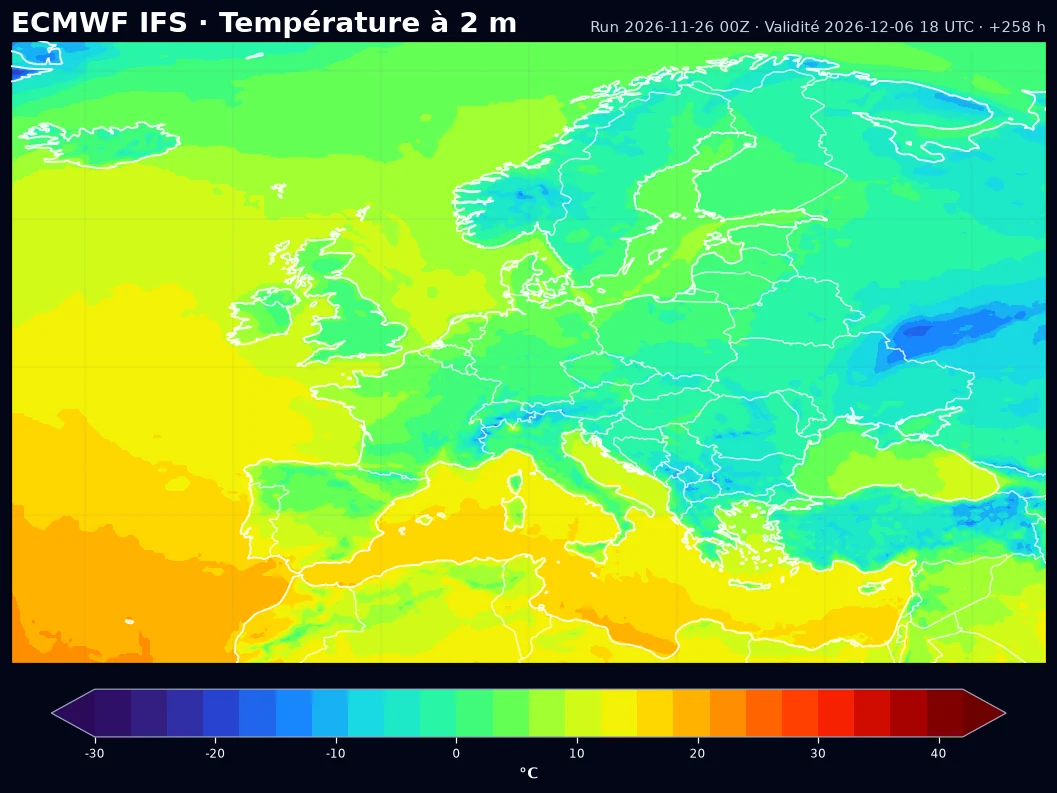 ECMWF IFS · Température à 2 m
Run 2026-11-26 00Z · Validité 2026-12-06 18 UTC · +258 h
-30 -20 -10 0 10 20 30 40
°C